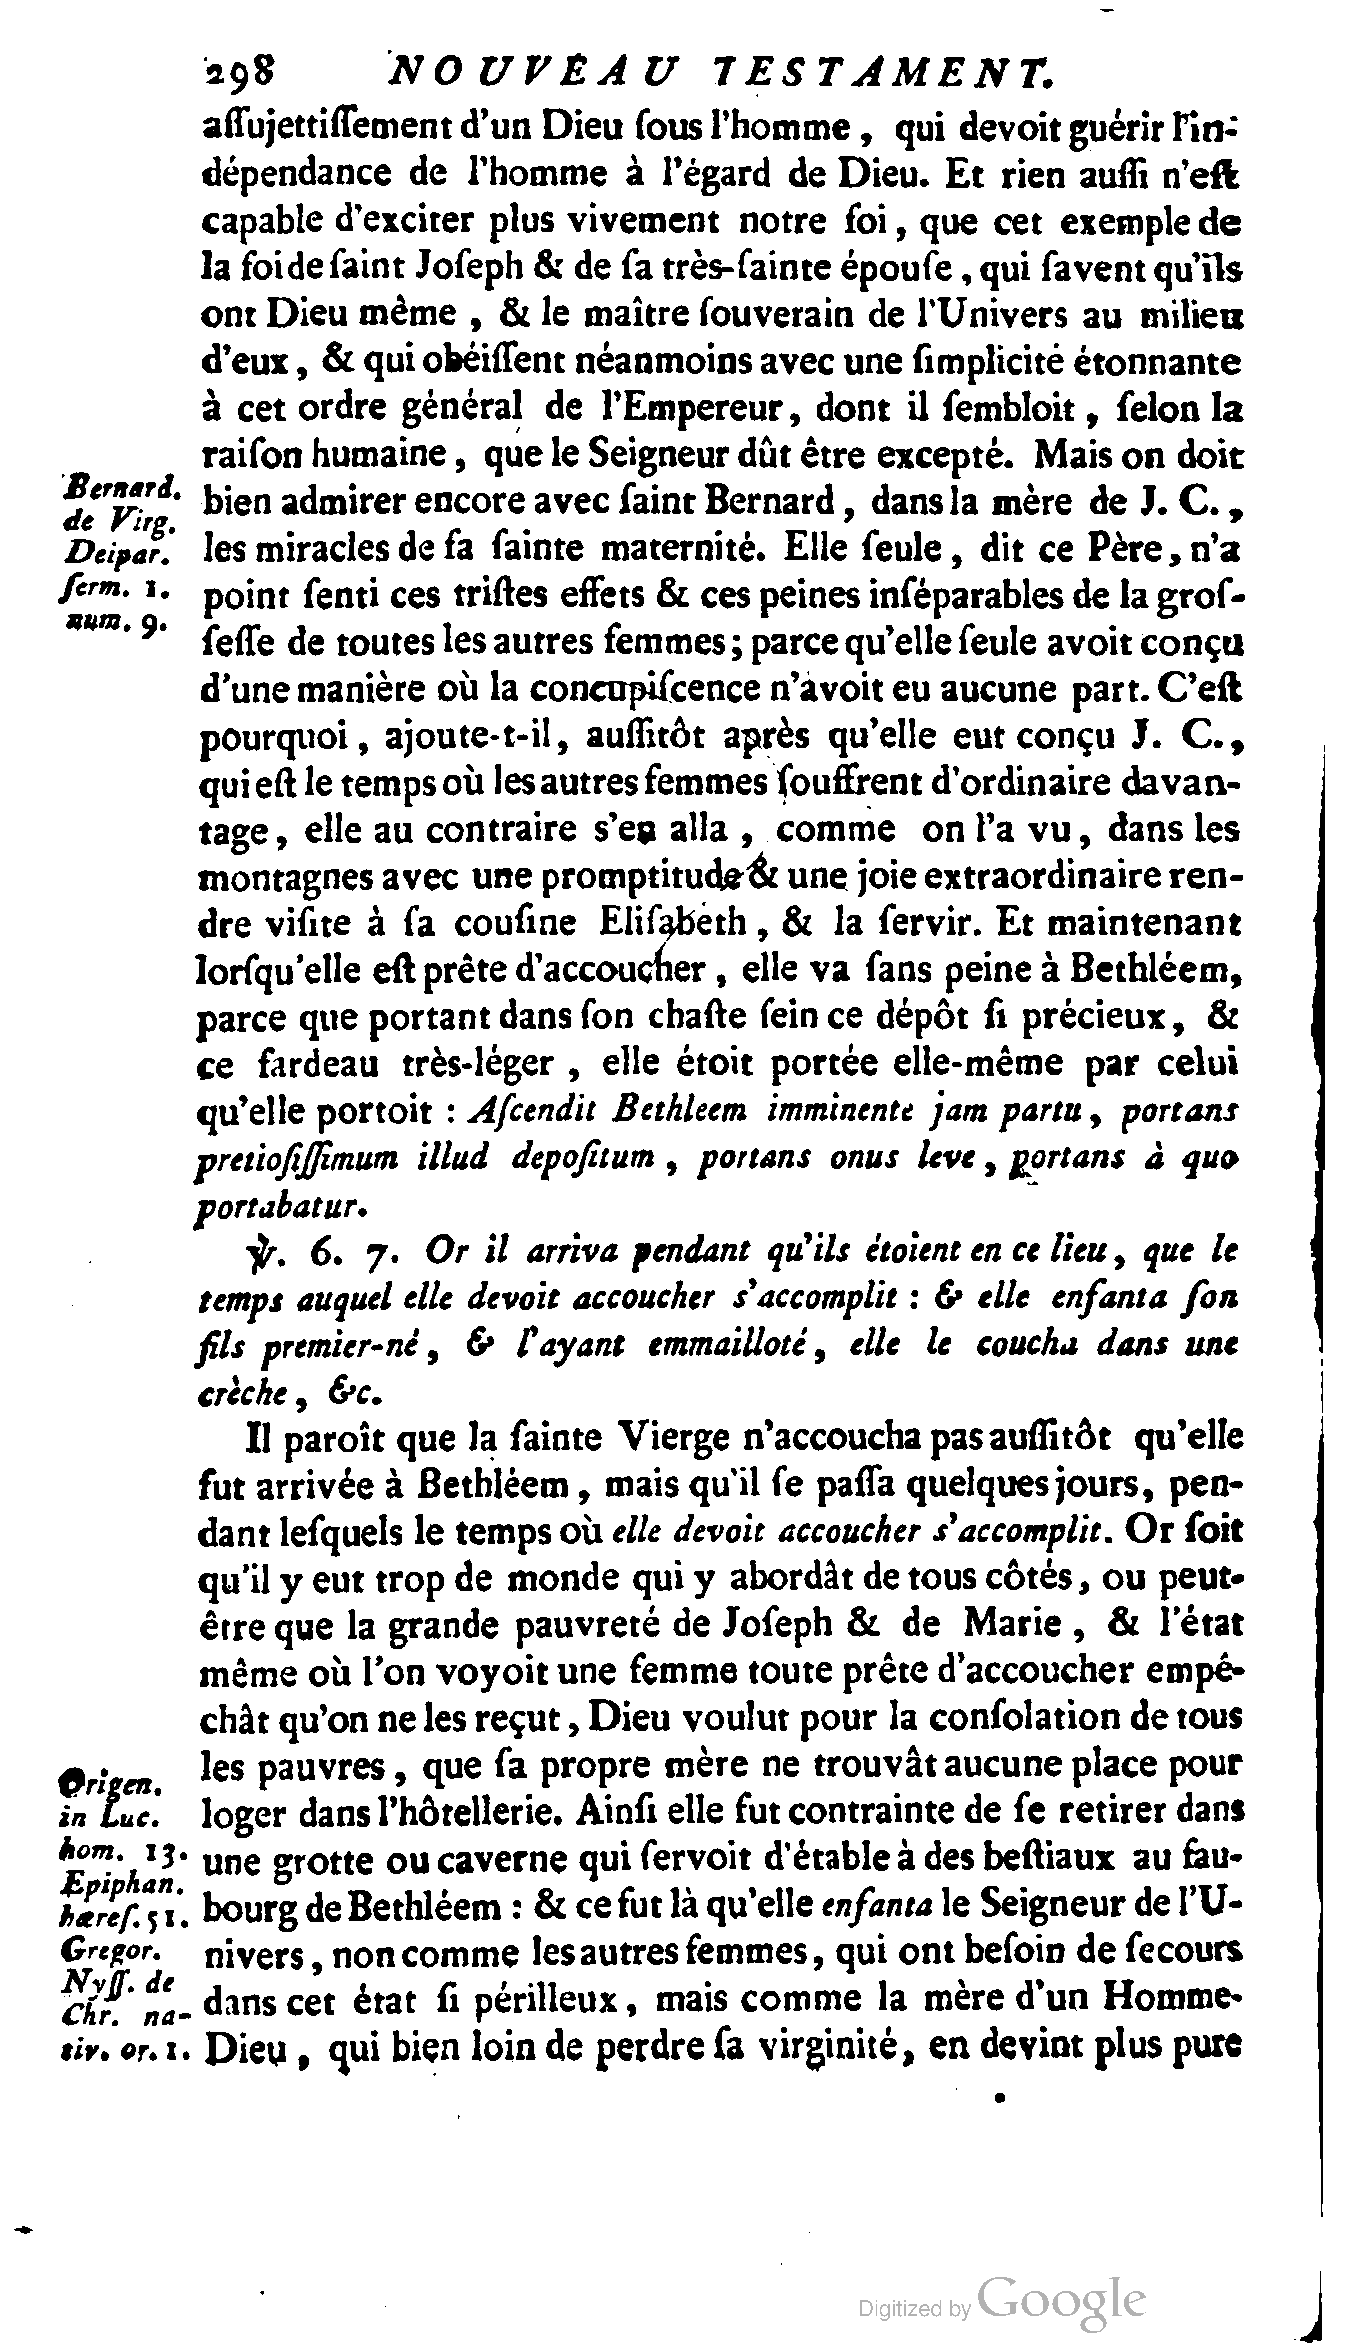 298 NOUVEAU TESTAMENT.
aſſujettiſſement d'un Dieu ſous l'homme, qui devoit guérir l'in-
dépendance de l'homme à l'égard de Dieu. Et rien auſſi n'eſt
capable d'exciter plus vivement notre foi, que cet exemple de
la foi de ſaint Joſeph & de ſa très-ſainte épouſe, qui ſavent qu'ils
ont Dieu même, & le maître ſouverain de l'Univers au milieu
d'eux, & qui obéiſſent néanmoins avec une ſimplicité étonnante
à cet ordre général de l'Empereur, dont il ſembloit, ſelon la
raiſon humaine, que le Seigneur dût être excepté. Mais on doit
bien admirer encore avec ſaint Bernard, dans la mère de J. C.,
les miracles de ſa ſainte maternité. Elle ſeule, dit ce Père, n'a
point ſenti ces triſtes effets & ces peines inſéparables de la groſ-
ſeſſe de toutes les autres femmes; parce qu'elle ſeule avoit conçu
d'une manière où la concupiſcence n'avoit eu aucune part. C'eſt
pourquoi, ajoute-t-il, auſſitôt après qu'elle eut conçu J. C.,
qui eſt le temps où les autres femmes ſouffrent d'ordinaire davan-
tage, elle au contraire s'en alla, comme on l'a vu, dans les
montagnes avec une promptitude & une joie extraordinaire ren-
dre viſite à ſa couſine Eliſabeth, & la ſervir. Et maintenant
lorſqu'elle eſt prête d'accoucher, elle va ſans peine à Bethléem,
parce que portant dans ſon chaſte ſein ce dépôt ſi précieux, &
ce fardeau très-léger, elle étoit portée elle-même par celui
qu'elle portoit : Aſcendit Bethleem imminente jam partu, portans
pretioſiſſimum illud depoſitum, portans onus leve, portans à quo
portabatur.
℣. 6. 7. Or il arriva pendant qu'ils étoient en ce lieu, que le
temps auquel elle devoit accoucher s'accomplit : & elle enfanta ſon
fils premier-né, & l'ayant emmailloté, elle le coucha dans une
crèche, &c.
Il paroît que la ſainte Vierge n'accoucha pas auſſitôt qu'elle
fut arrivée à Bethléem, mais qu'il ſe paſſa quelques jours, pen-
dant leſquels le temps où elle devoit accoucher s'accomplit. Or ſoit
qu'il y eut trop de monde qui y abordât de tous côtés, ou peut-
être que la grande pauvreté de Joſeph & de Marie, & l'état
même où l'on voyoit une femme toute prête d'accoucher empê-
chât qu'on ne les reçut, Dieu voulut pour la conſolation de tous
les pauvres, que ſa propre mère ne trouvât aucune place pour
loger dans l'hôtellerie. Ainſi elle fut contrainte de ſe retirer dans
une grotte ou caverne qui ſervoit d'étable à des beſtiaux au fau-
bourg de Bethléem : & ce fut là qu'elle enfanta le Seigneur de l'U-
nivers, non comme les autres femmes, qui ont beſoin de ſecours
dans cet état ſi périlleux, mais comme la mère d'un Homme-
Dieu, qui bien loin de perdre ſa virginité, en devint plus pure
Bernard.
de Virg.
Deipar.
ſerm. 1.
num. 9.
Origen.
in Luc.
hom. 13.
Epiphan.
hæreſ. 51.
Gregor.
Nyſſ. de
Chr. na-
tiv. or. 1.
Digitized by Google